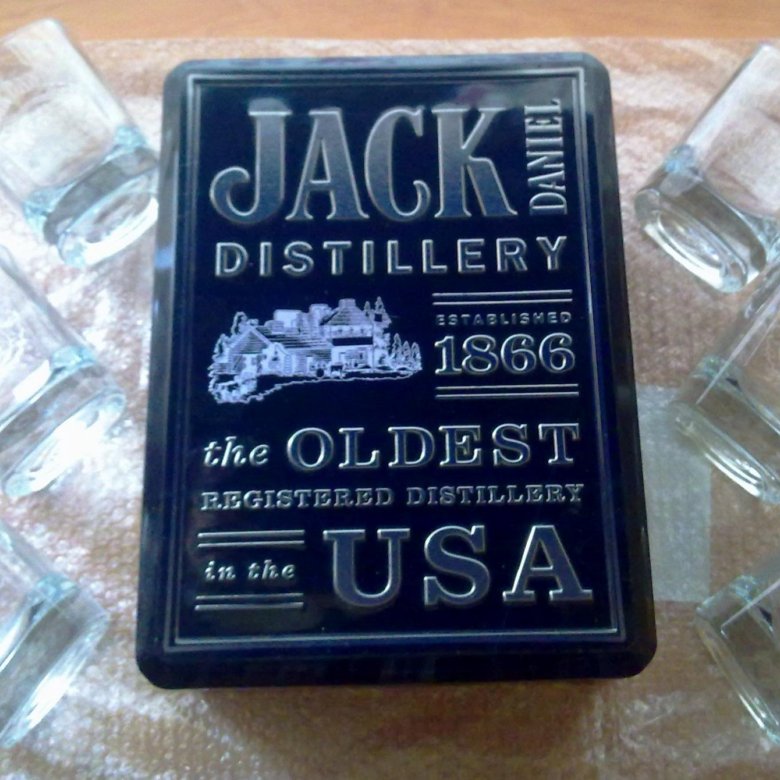 JACK DANIEL
DISTILLERY
ESTABLISHED
1866
the OLDEST
REGISTERED DISTILLERY
in the USA